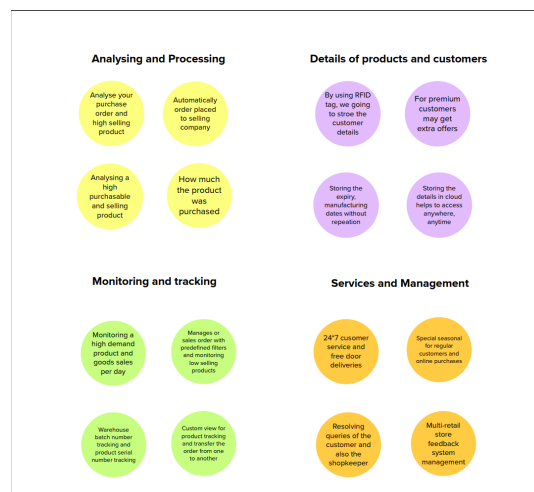 Analysing and Processing
Analyse your
purchase
order and
high selling
product
Automatically
order placed
to selling
company
Analysing a
high
purchasable
and selling
product
How much
the product
was
purchased
Details of products and customers
By using RFID
tag, we going
to stroe the
customer
details
For premium
customers
may get
extra offers
Storing the
expiry,
manufacturing
dates without
repeation
Storing the
details in cloud
helps to access
anywhere,
anytime
Monitoring and tracking
Monitoring a
high demand
product and
goods sales
per day
Manages or
sales order with
predefined filters
and monitoring
low selling
products
Warehouse
batch number
tracking and
product serial
number tracking
Custom view for
product tracking
and transfer the
order from one
to another
Services and Management
24*7 cusomer
service and
free door
deliveries
Special seasonal
for regular
customers and
online purchases
Resolving
queries of the
customer and
also the
shopkeeper
Multi-retail
store
feedback
system
management